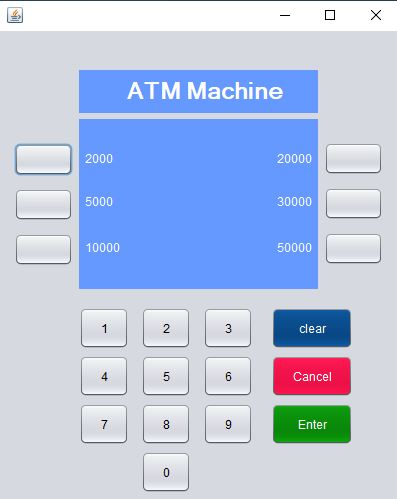 ATM Machine
2000 20000
5000 30000
10000 50000
1 2 3 clear
4 5 6 Cancel
7 8 9 Enter
0